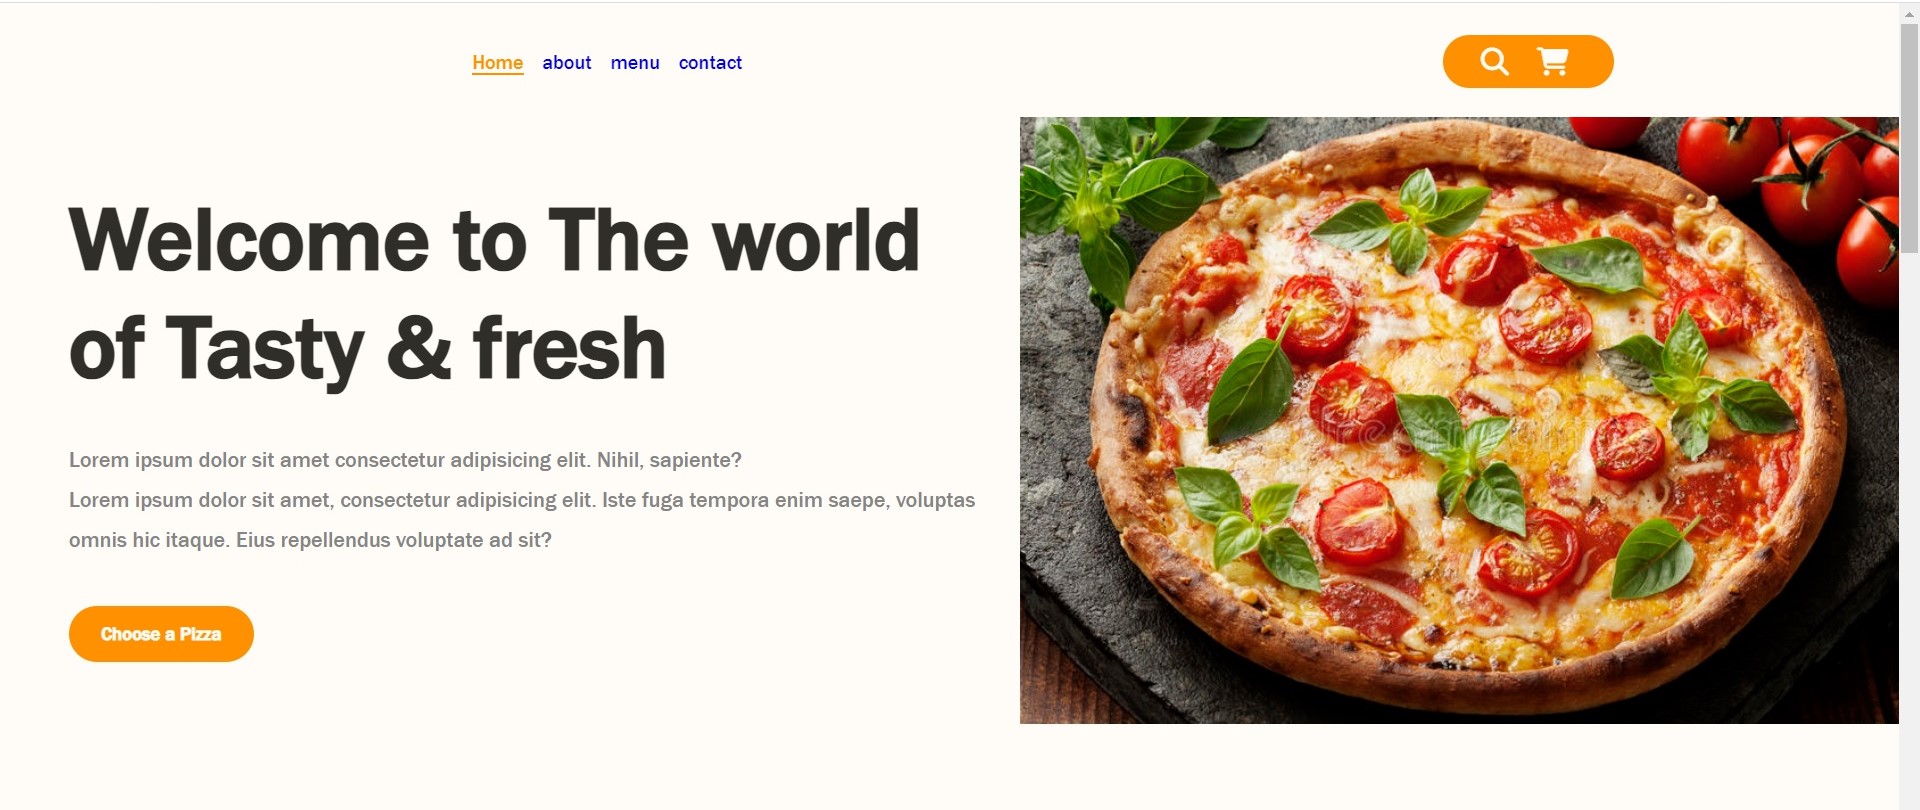 Home about menu contact
Welcome to The world
of Tasty & fresh
Lorem ipsum dolor sit amet consectetur adipisicing elit. Nihil, sapiente?
Lorem ipsum dolor sit amet, consectetur adipisicing elit. Iste fuga tempora enim saepe, voluptas
omnis hic itaque. Eius repellendus voluptate ad sit?
Choose a Pizza